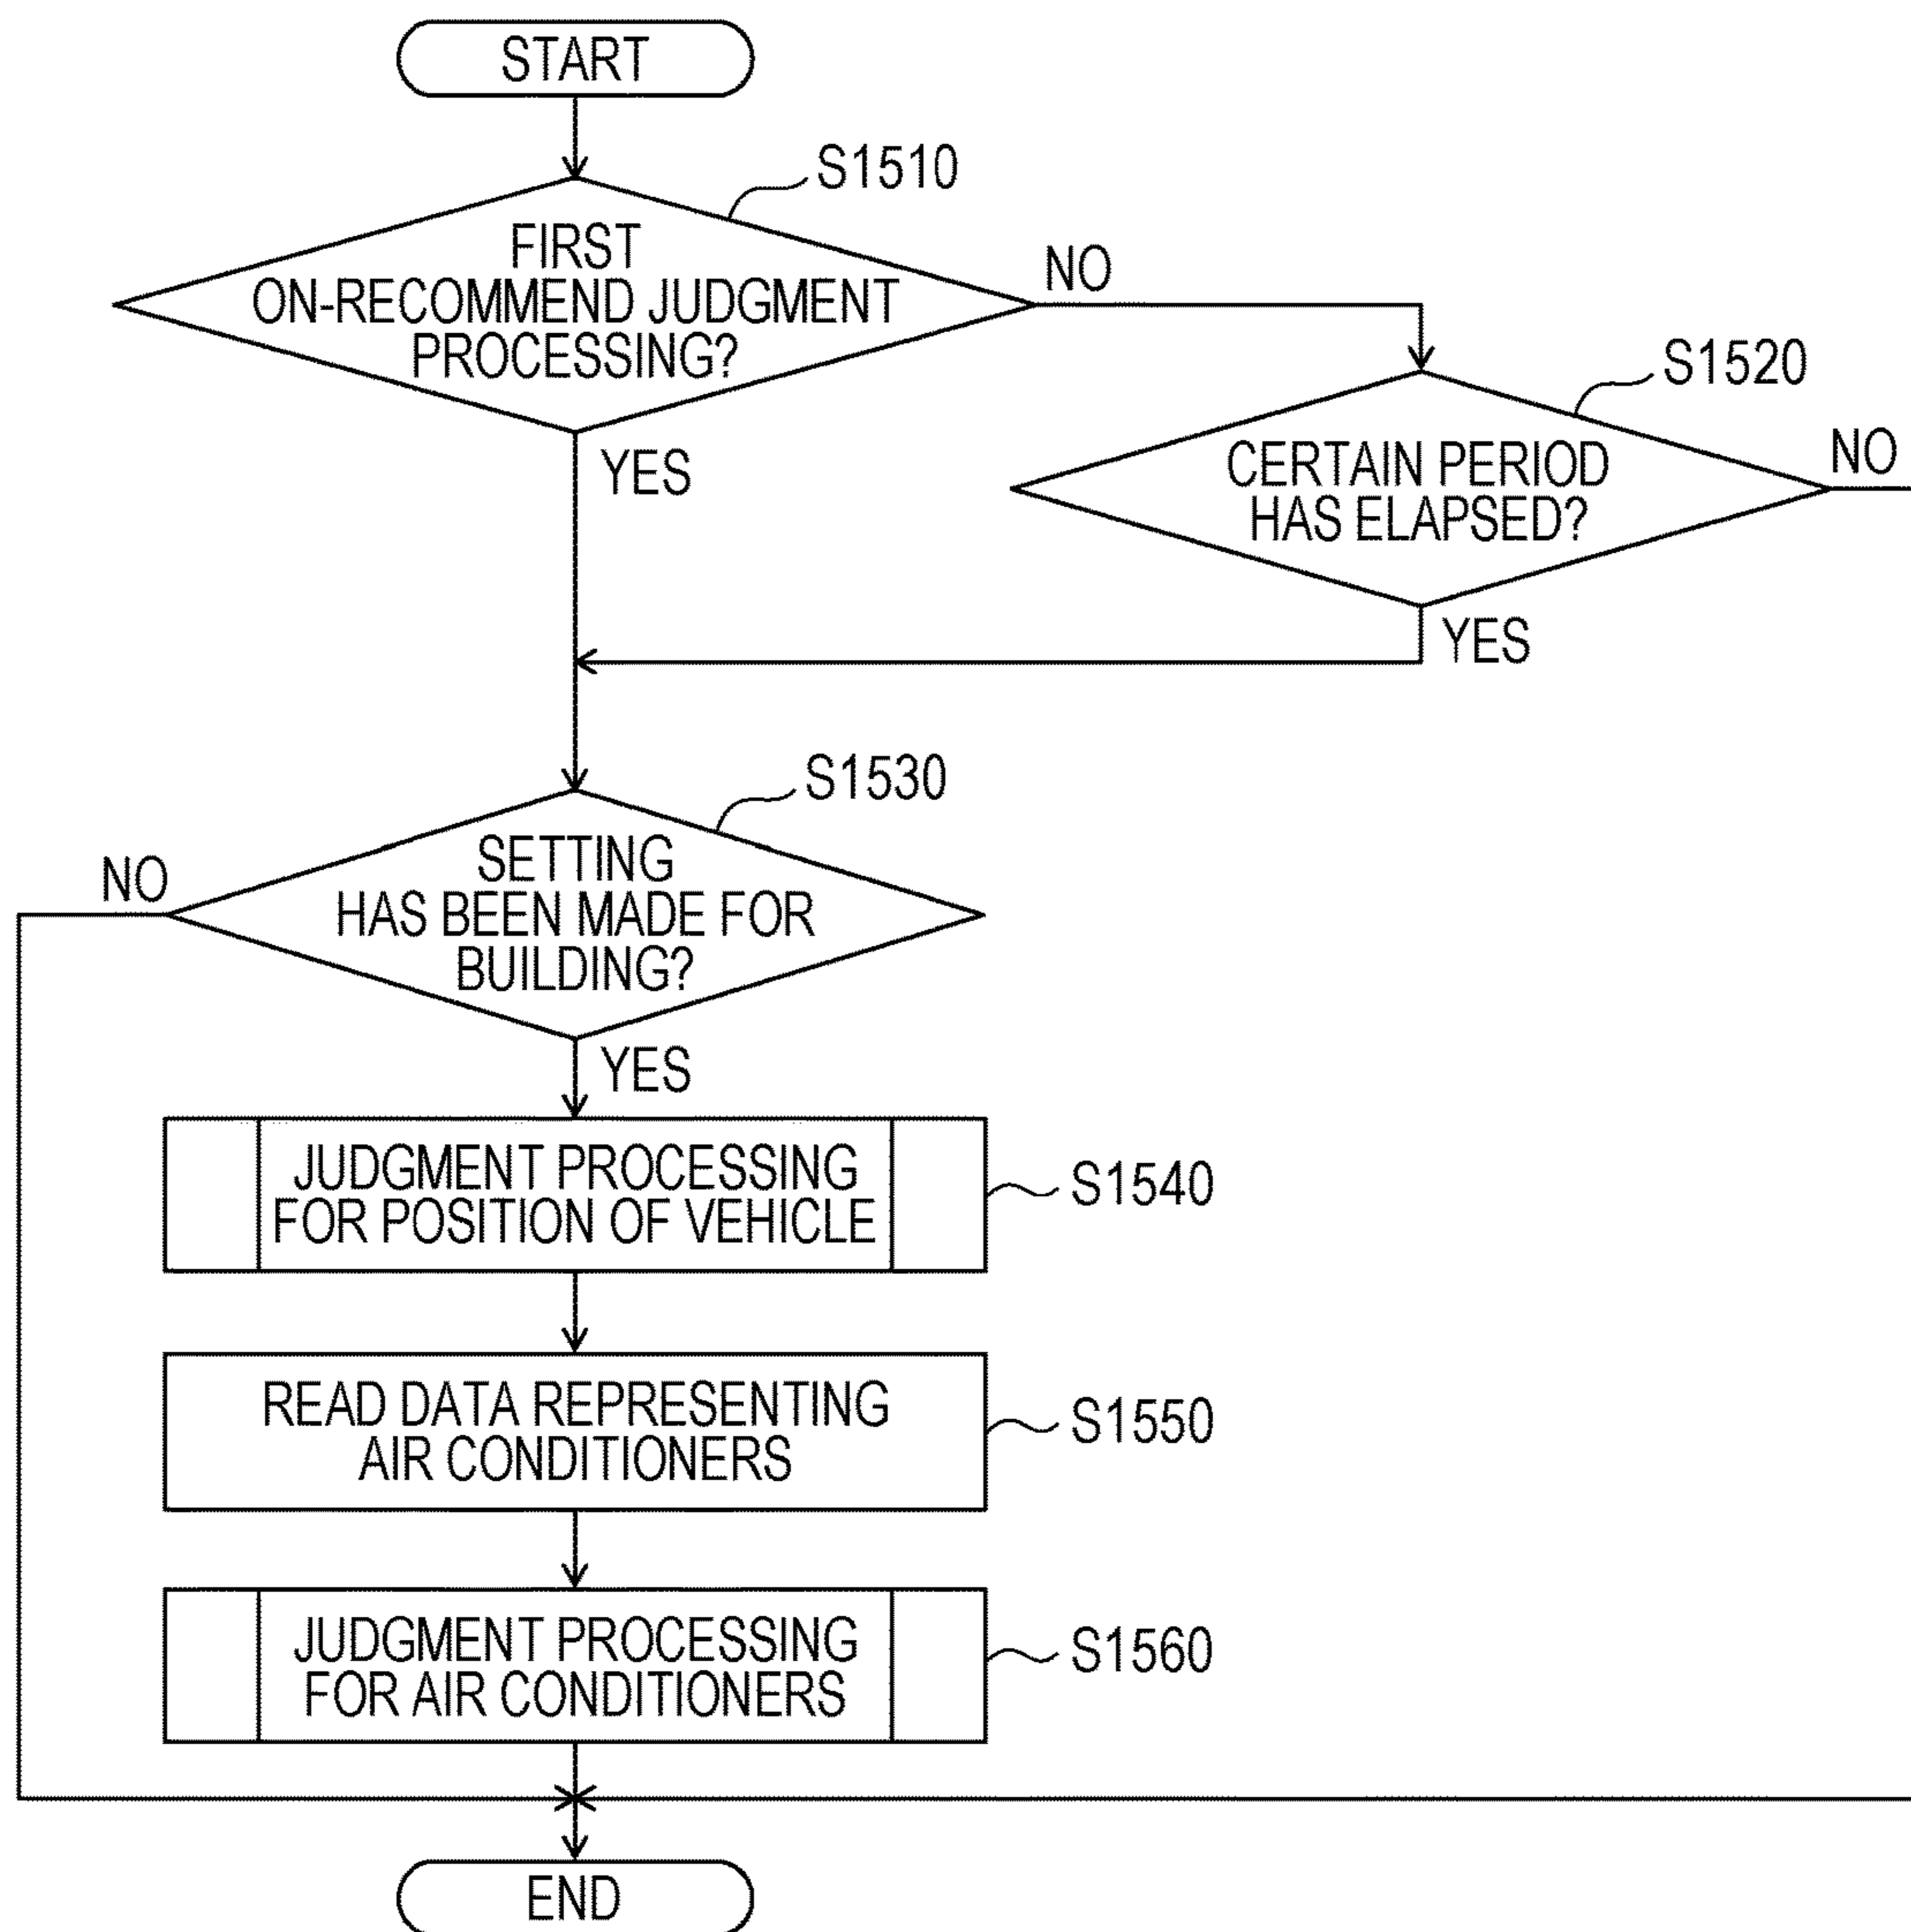 START
S1510
FIRST
ON-RECOMMEND JUDGMENT
PROCESSING?
NO
YES
S1520
CERTAIN PERIOD
HAS ELAPSED?
NO
YES
S1530
SETTING
HAS BEEN MADE FOR
BUILDING?
NO
YES
JUDGMENT PROCESSING
FOR POSITION OF VEHICLE
S1540
READ DATA REPRESENTING
AIR CONDITIONERS
S1550
JUDGMENT PROCESSING
FOR AIR CONDITIONERS
S1560
END